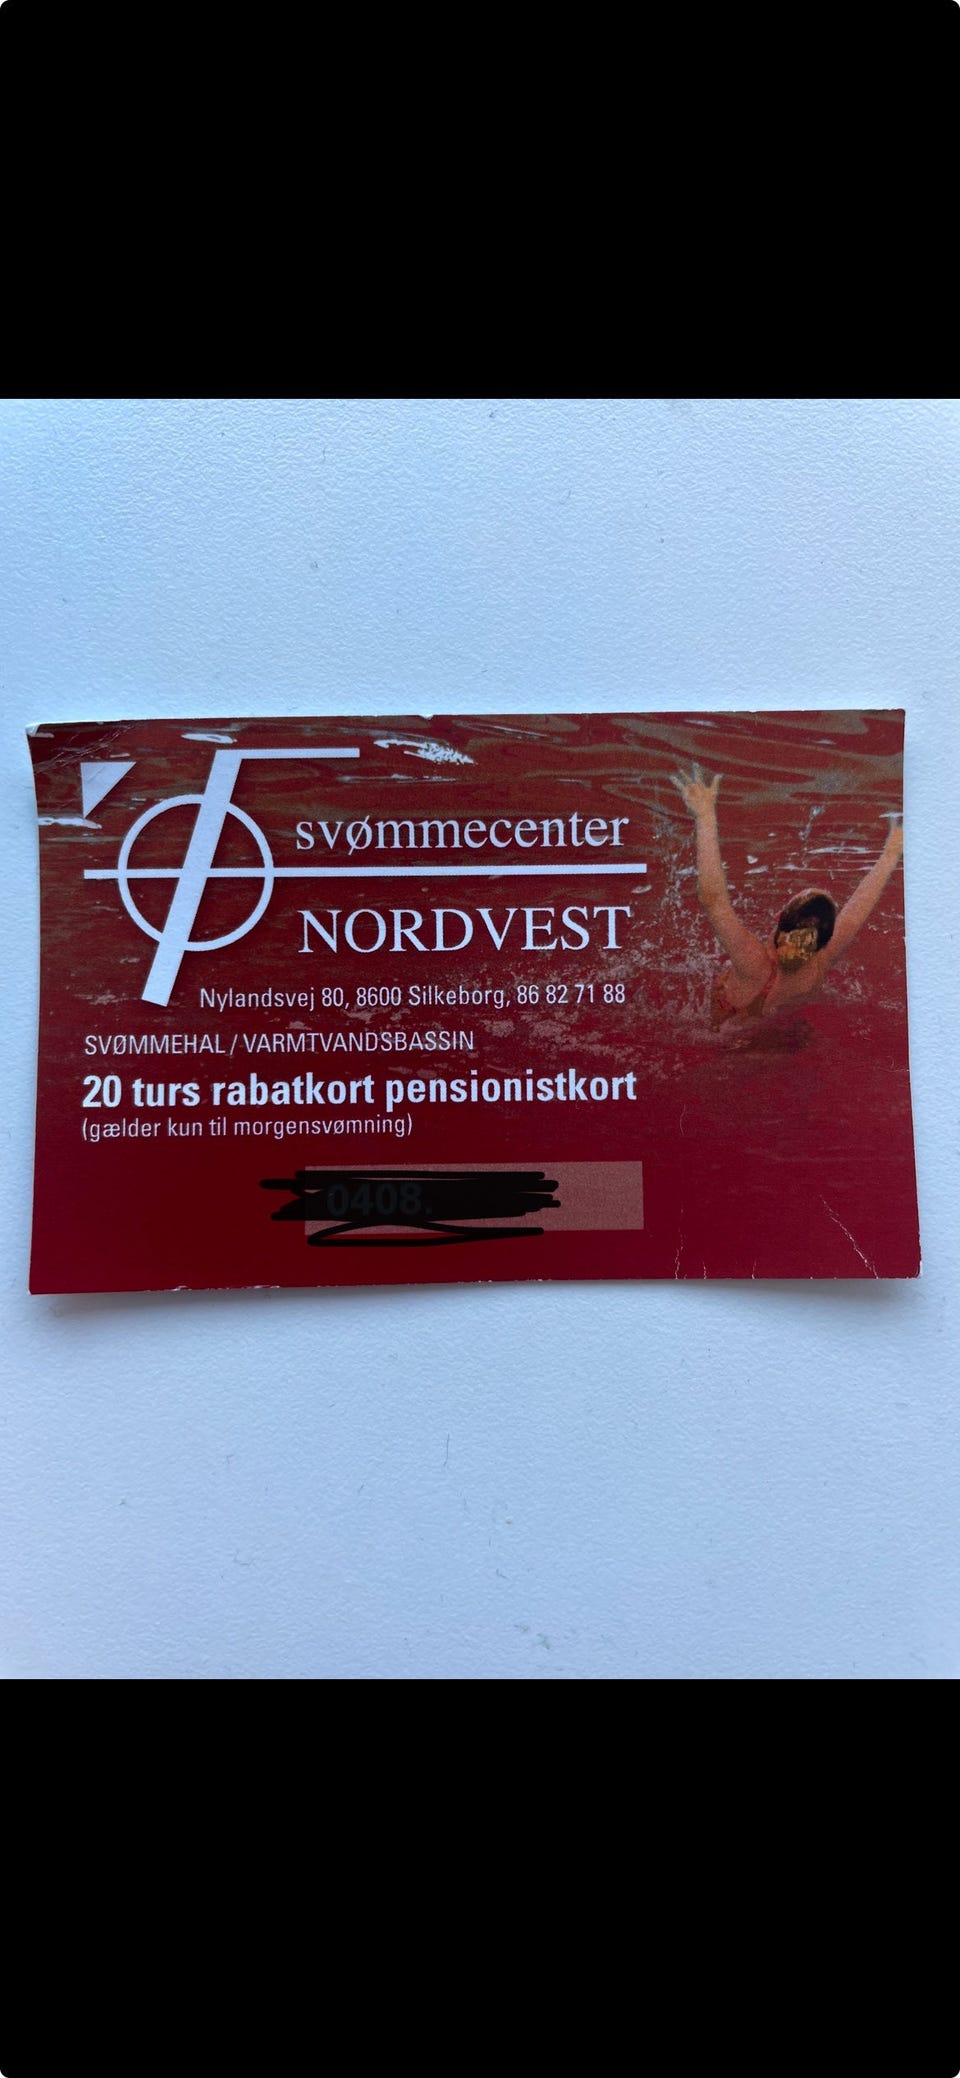 svømmecenter
NORDVEST
Nylandsvej 80, 8600 Silkeborg, 86 82 71 88
SVØMMEHAL / VARMTVANDSBASSIN
20 turs rabatkort pensionistkort
(gælder kun til morgensvømning)